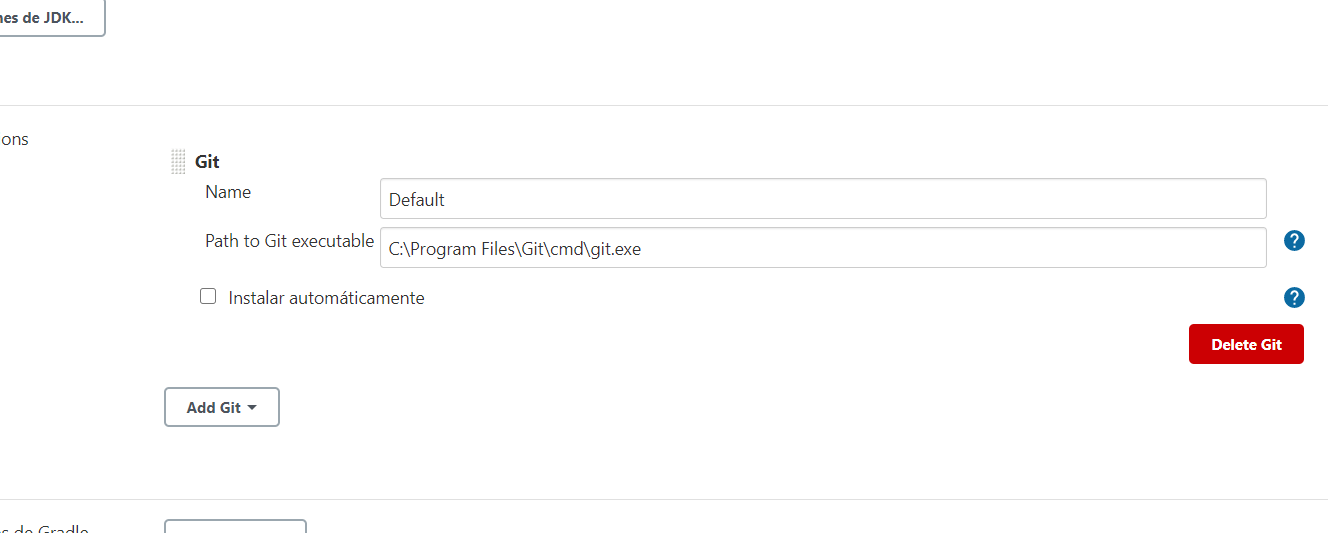 nes de JDK...
ons
Git
Name
Default
Path to Git executable
C:\Program Files\Git\cmd\git.exe
?
Instalar automáticamente
?
Delete Git
Add Git
s de Gradle